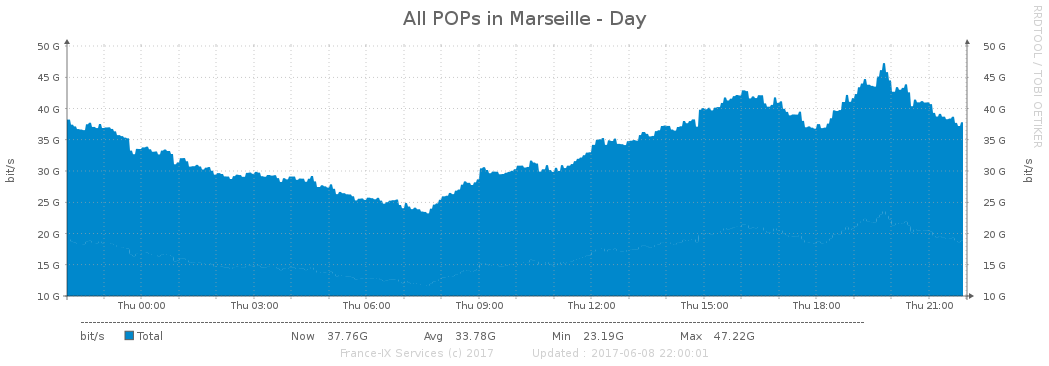 All POPs in Marseille - Day
RRDTOOL / TOBI OETIKER
50 G 50 G
45 G 45 G
40 G 40 G
35 G 35 G
30 G 30 G
25 G 25 G
20 G 20 G
15 G 15 G
10 G 10 G
bit/s bit/s
Thu 00:00 Thu 03:00 Thu 06:00 Thu 09:00 Thu 12:00 Thu 15:00 Thu 18:00 Thu 21:00
bit/s Total Now 37.76G Avg 33.78G Min 23.19G Max 47.22G
France-IX Services (c) 2017 Updated : 2017-06-08 22:00:01